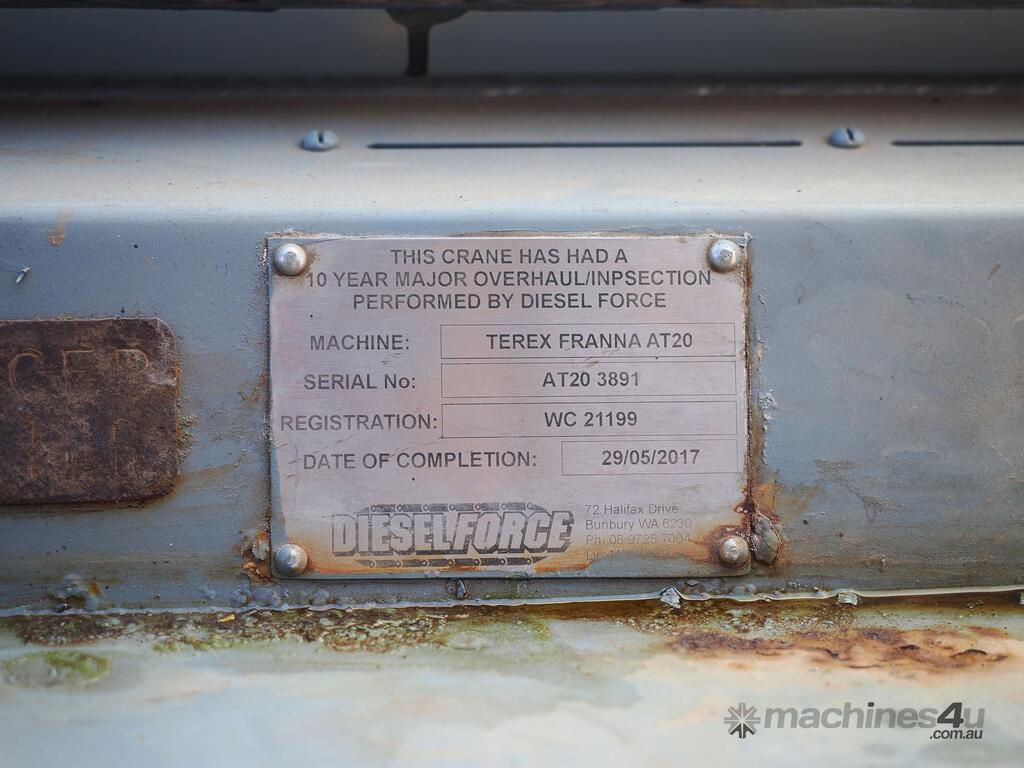 THIS CRANE HAS HAD A
10 YEAR MAJOR OVERHAUL/INPSECTION
PERFORMED BY DIESEL FORCE
MACHINE: TEREX FRANNA AT20
SERIAL No: AT20 3891
REGISTRATION: WC 21199
DATE OF COMPLETION: 29/05/2017
DIESELFORCE
72 Halifax Drive
Bunbury WA 6230
Ph: 08 9725 7004
machines4u
.com.au